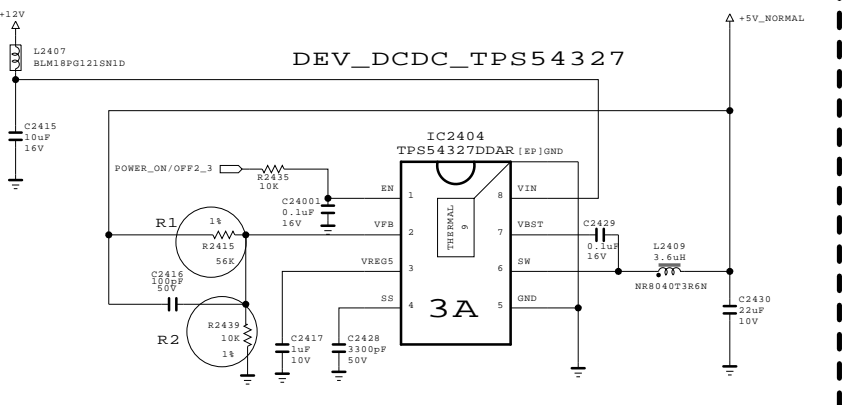 +12V
+5V_NORMAL
L2407
BLM18PG121SN1D
DEV_DCDC_TPS54327
C2415
10uF
16V
IC2404
TPS54327DDAR
[EP]GND
POWER_ON/OFF2_3
R2435
10K
C24001
0.1uF
16V
EN
1
VIN
8
R1
1%
R2415
56K
VFB
2
THERMAL
9
VBST
7
C2429
0.1uF
16V
VREG5
3
SW
6
L2409
3.6uH
NR8040T3R6N
C2416
100pF
50V
SS
4
3A
GND
5
C2430
22uF
10V
R2
R2439
10K
1%
C2417
1uF
10V
C2428
3300pF
50V